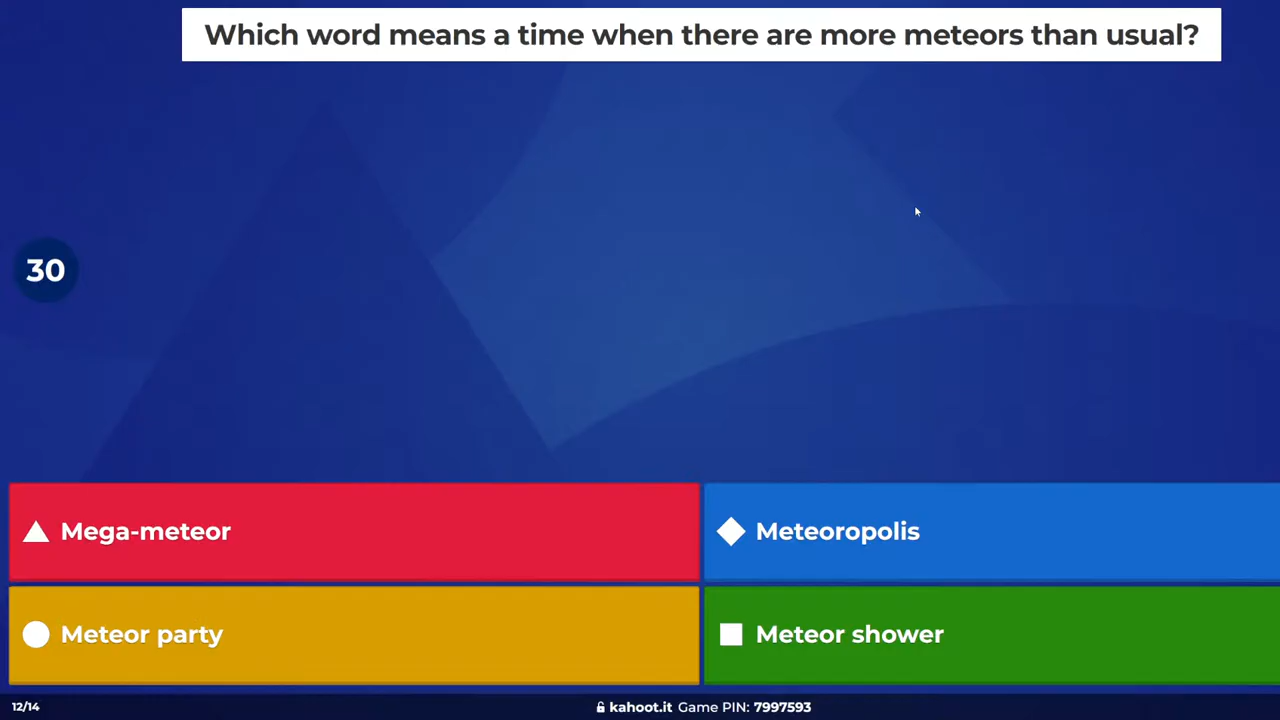 Which word means a time when there are more meteors than usual?
30
Mega-meteor
Meteoropolis
Meteor party
Meteor shower
12/14
kahoot.it Game PIN: 7997593